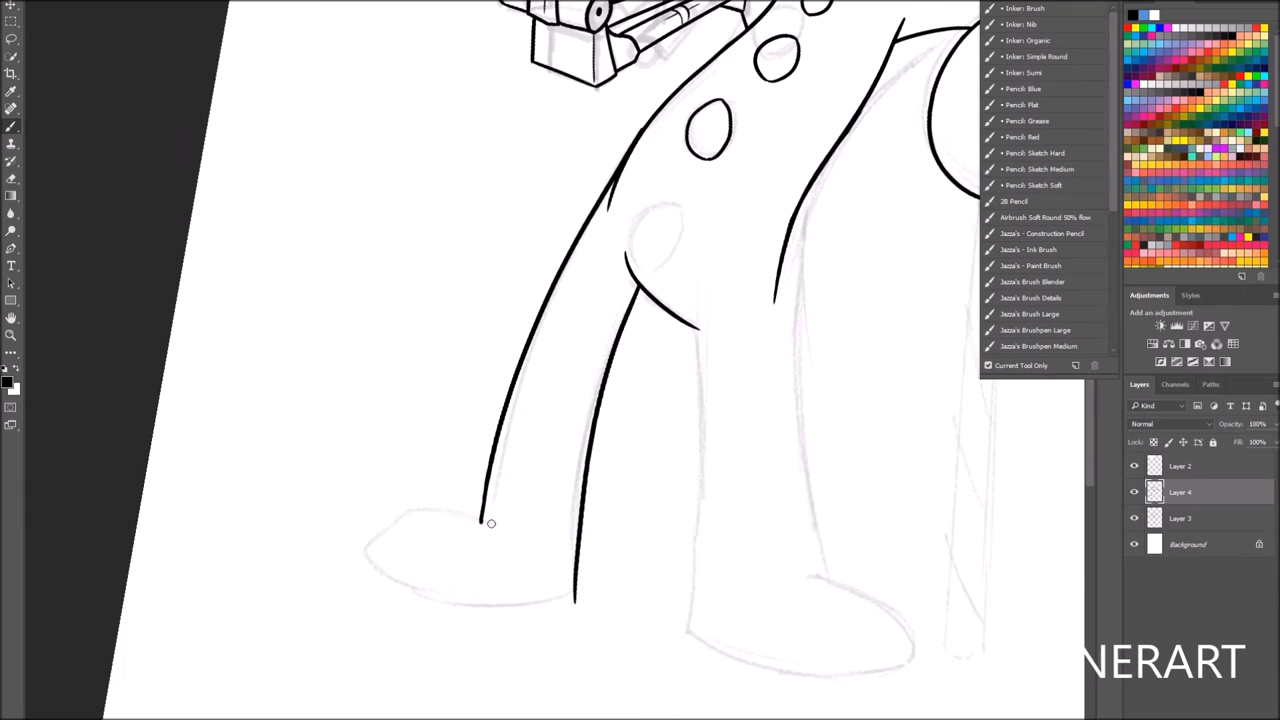 • Inker: Brush
• Inker: Nib
• Inker: Organic
• Inker: Simple Round
• Inker: Sumi
• Pencil: Blue
• Pencil: Flat
• Pencil: Grease
• Pencil: Red
• Pencil: Sketch Hard
• Pencil: Sketch Medium
• Pencil: Sketch Soft
2B Pencil
Airbrush Soft Round 50% flow
Jazza's - Construction Pencil
Jazza's - Ink Brush
Jazza's - Paint Brush
Jazza's Brush Blender
Jazza's Brush Details
Jazza's Brush Large
Jazza's Brushpen Large
Jazza's Brushpen Medium
Current Tool Only
Adjustments Styles
Add an adjustment
Layers Channels Paths
Kind
Normal Opacity: 100%
Lock: Fill: 100%
Layer 2
Layer 4
Layer 3
Background
NERART